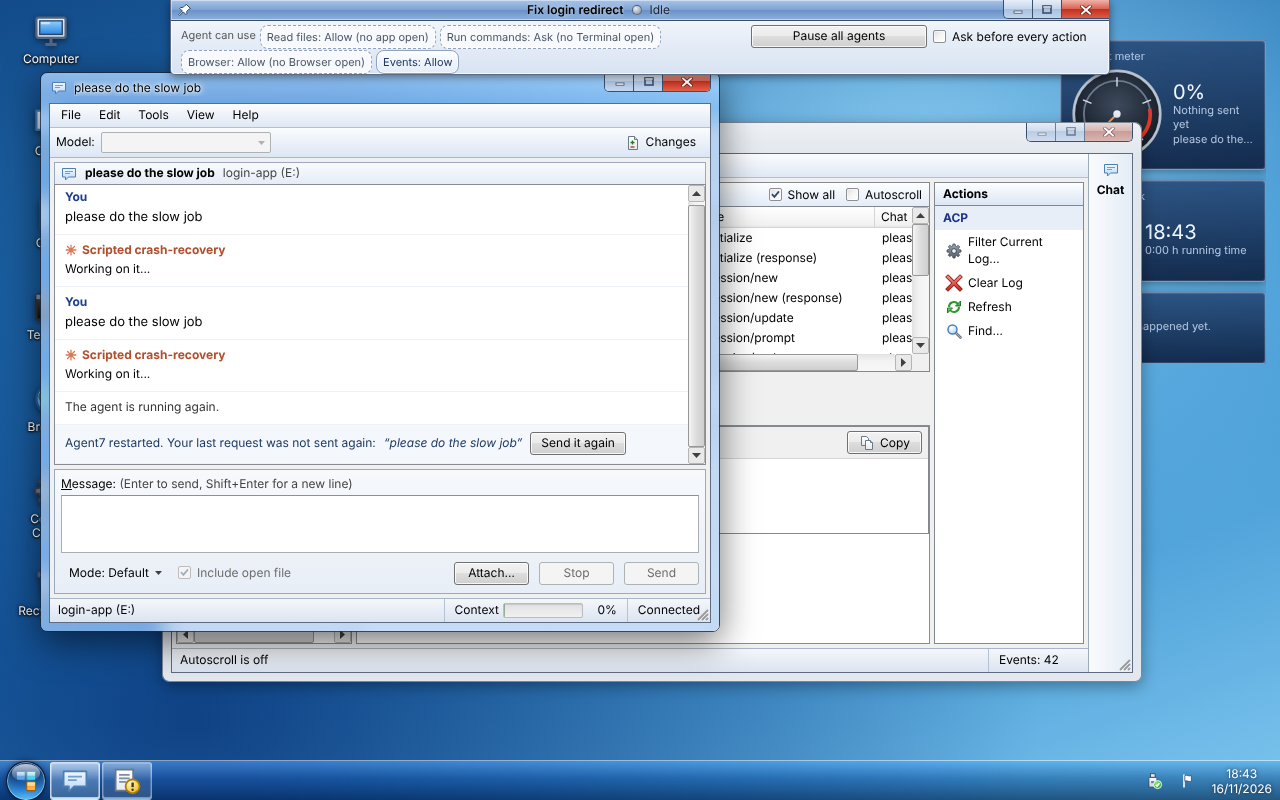 Fix login redirect Idle
Agent can use Read files: Allow (no app open) Run commands: Ask (no Terminal open)
Browser: Allow (no Browser open) Events: Allow
Pause all agents Ask before every action
Computer
please do the slow job
File Edit Tools View Help
Model:
Changes
please do the slow job login-app (E:)
You
please do the slow job
Scripted crash-recovery
Working on it...
You
please do the slow job
Scripted crash-recovery
Working on it...
The agent is running again.
Agent7 restarted. Your last request was not sent again: “please do the slow job” Send it again
Message: (Enter to send, Shift+Enter for a new line)
Mode: Default Include open file Attach... Stop Send
login-app (E:) Context 0% Connected
Show all Autoscroll
Chat
tialize pleas
tialize (response) pleas
ssion/new pleas
ssion/new (response) pleas
ssion/update pleas
ssion/prompt pleas
Copy
Actions
ACP
Filter Current
Log...
Clear Log
Refresh
Find...
Chat
Autoscroll is off Events: 42
meter
0%
Nothing sent
yet
please do the...
18:43
0:00 h running time
appened yet.
18:43
16/11/2026